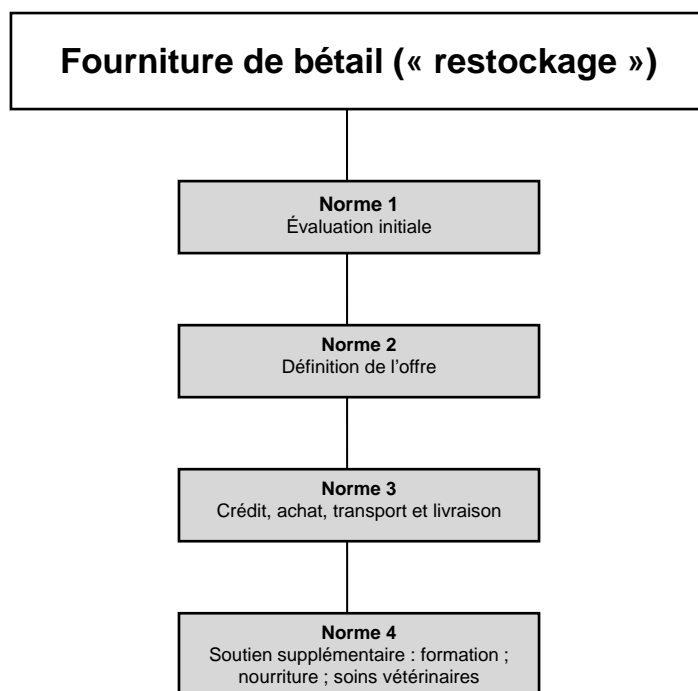 Fourniture de bétail (« restockage »)
Norme 1
Évaluation initiale
Norme 2
Définition de l’offre
Norme 3
Crédit, achat, transport et livraison
Norme 4
Soutien supplémentaire : formation ;
nourriture ; soins vétérinaires